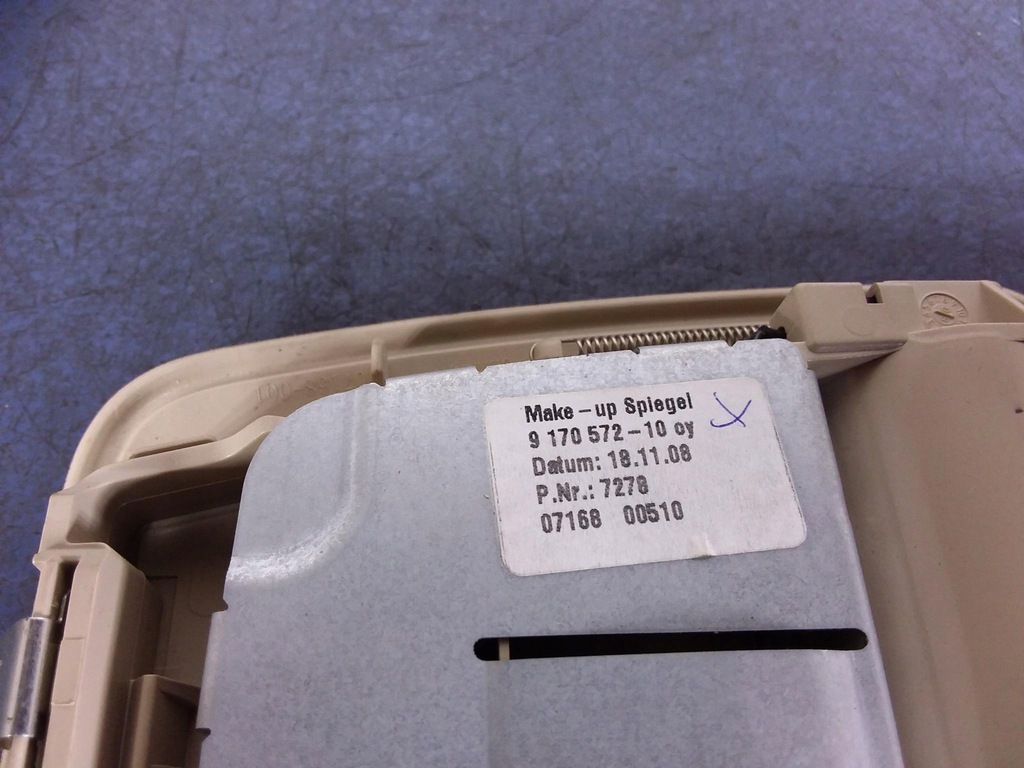 Make-up Spiegel
9 170 572-10 oy
Datum: 18.11.08
P.Nr.: 7278
07168 00510